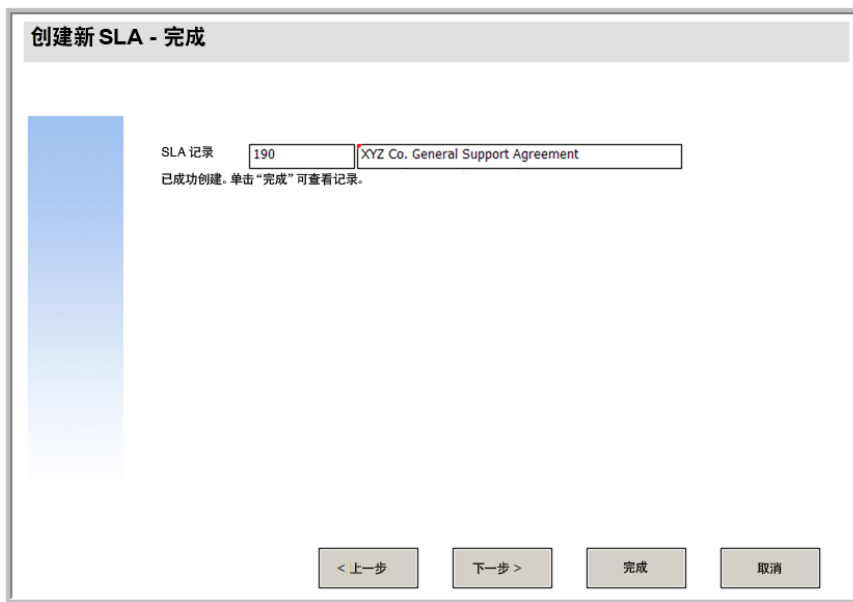 创建新 SLA - 完成
SLA 记录 190 XYZ Co. General Support Agreement
已成功创建。单击“完成”可查看记录。
< 上一步 下一步 > 完成 取消